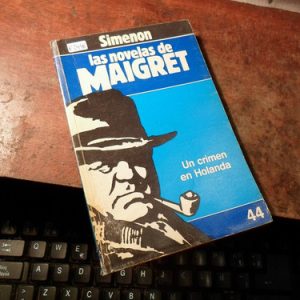 Simenon
las novelas de
MAIGRET
Un crimen
en Holanda
44
Q W E
A S D
Z X C V B N M